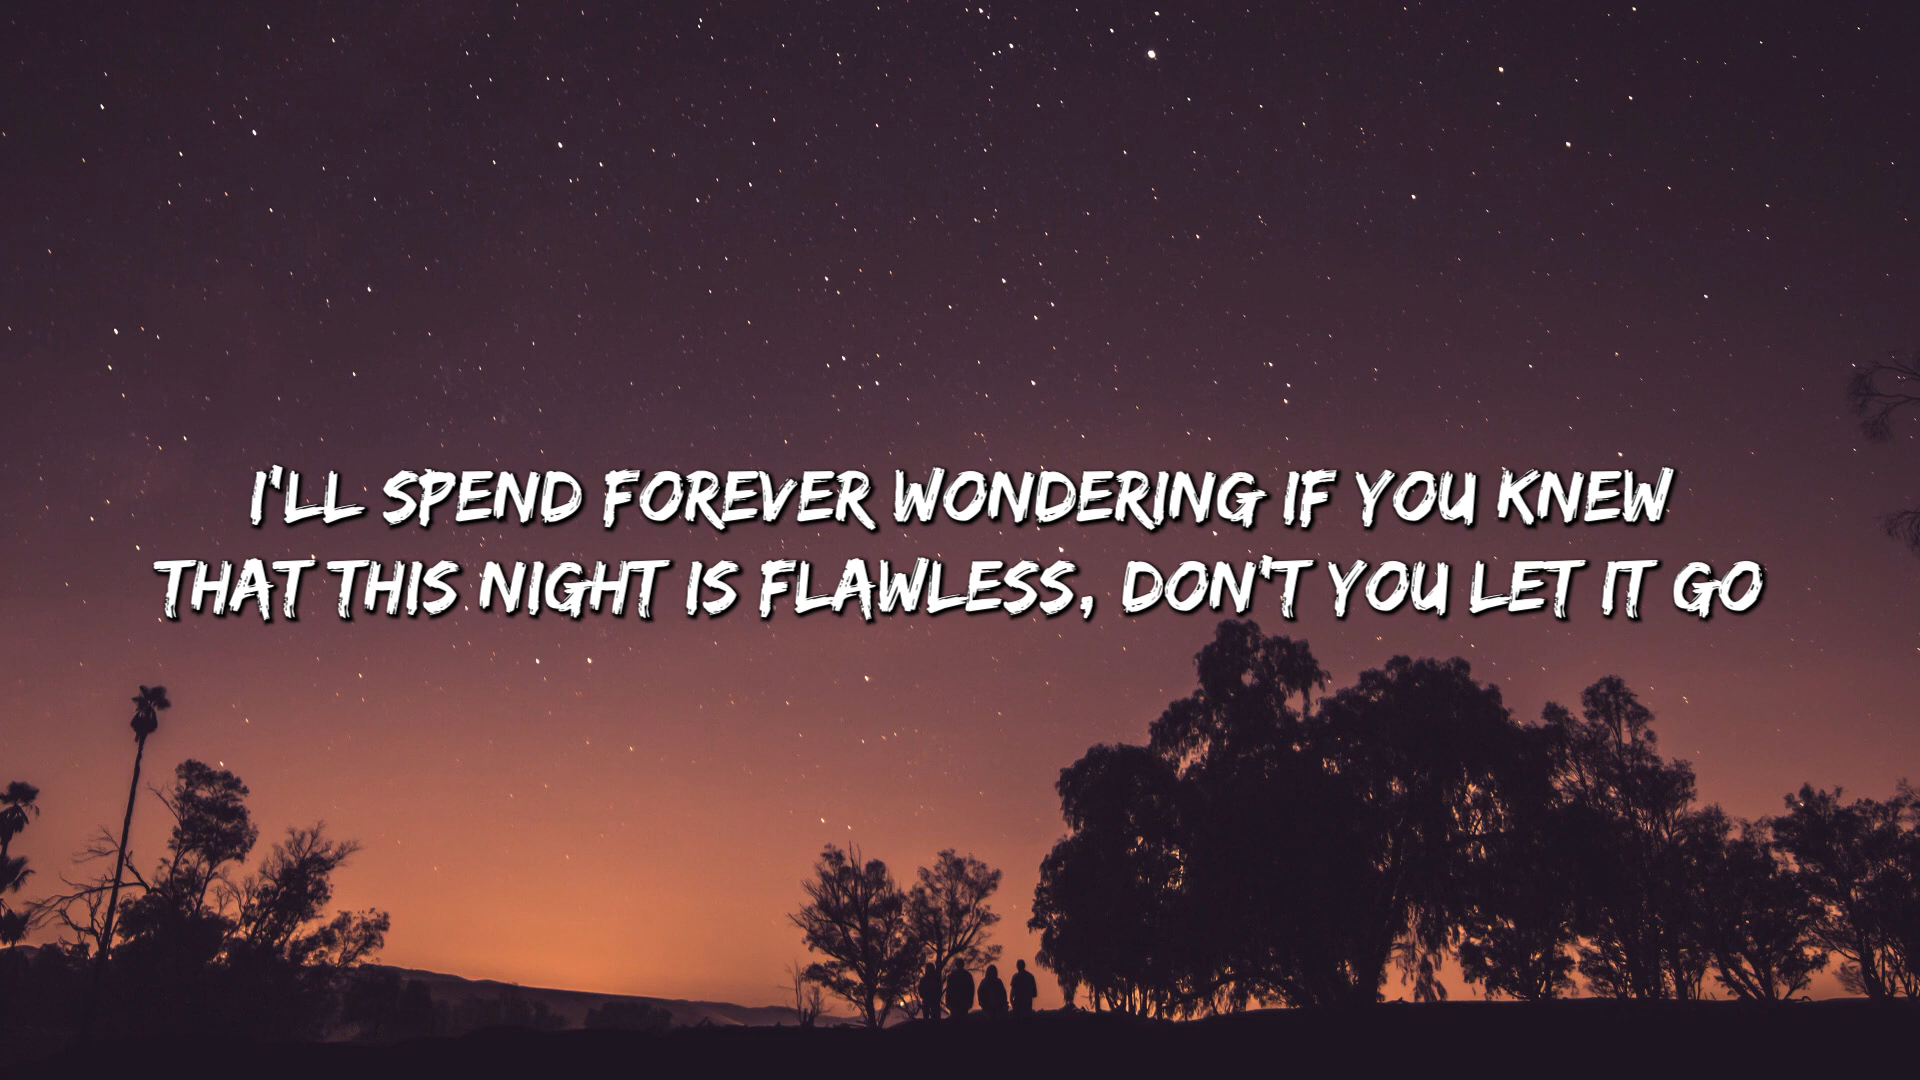 I'LL SPEND FOREVER WONDERING IF YOU KNEW
THAT THIS NIGHT IS FLAWLESS, DON'T YOU LET IT GO